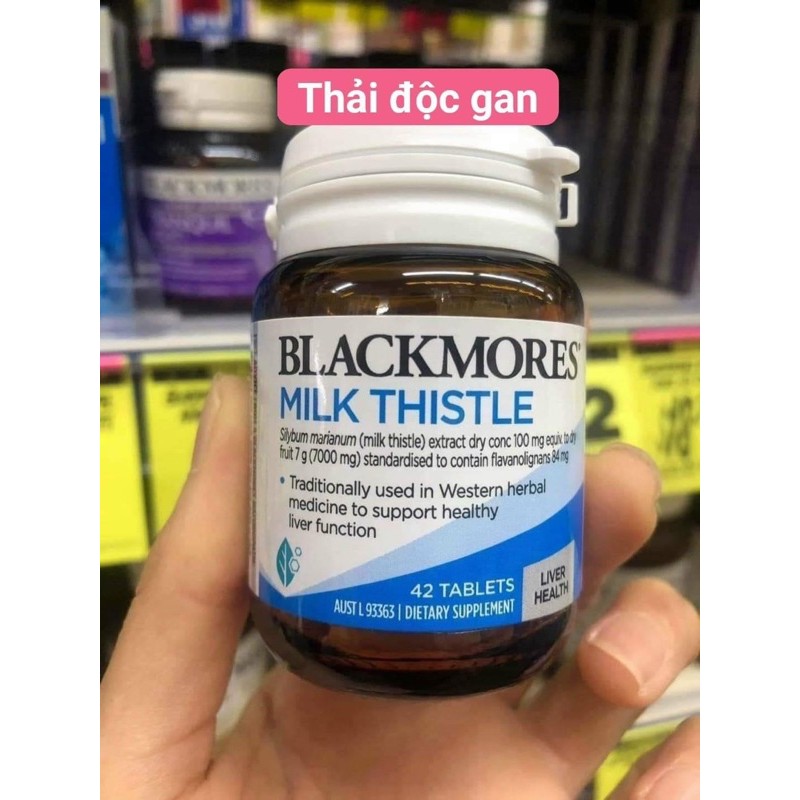 Thải độc gan
BLACKMORES
BLACKMORES
MILK THISTLE
Silybum marianum (milk thistle) extract dry conc 100 mg equiv. to dry
fruit 7 g (7000 mg) standardised to contain flavanolignans 84 mg
• Traditionally used in Western herbal
medicine to support healthy
liver function
42 TABLETS
AUST L 93363 | DIETARY SUPPLEMENT
LIVER
HEALTH